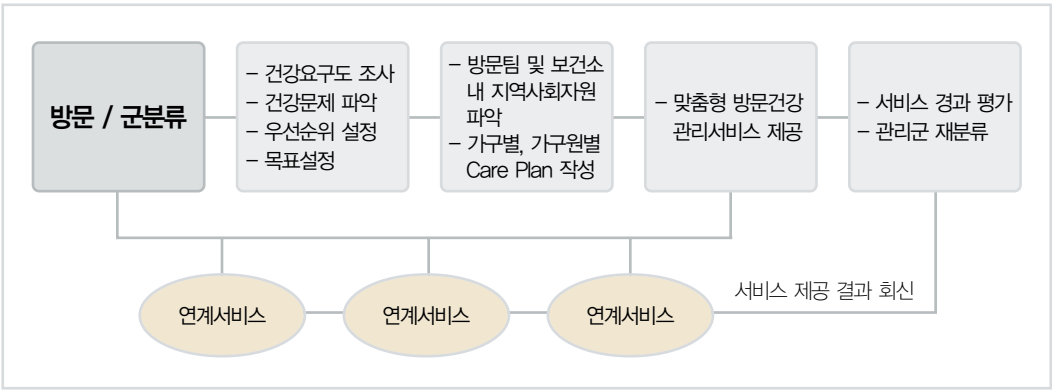 방문 / 군분류
– 건강요구도 조사
– 건강문제 파악
– 우선순위 설정
– 목표설정
– 방문팀 및 보건소
내 지역사회자원
파악
– 가구별, 가구원별
Care Plan 작성
– 맞춤형 방문건강
관리서비스 제공
– 서비스 경과 평가
– 관리군 재분류
연계서비스
연계서비스
연계서비스
서비스 제공 결과 회신